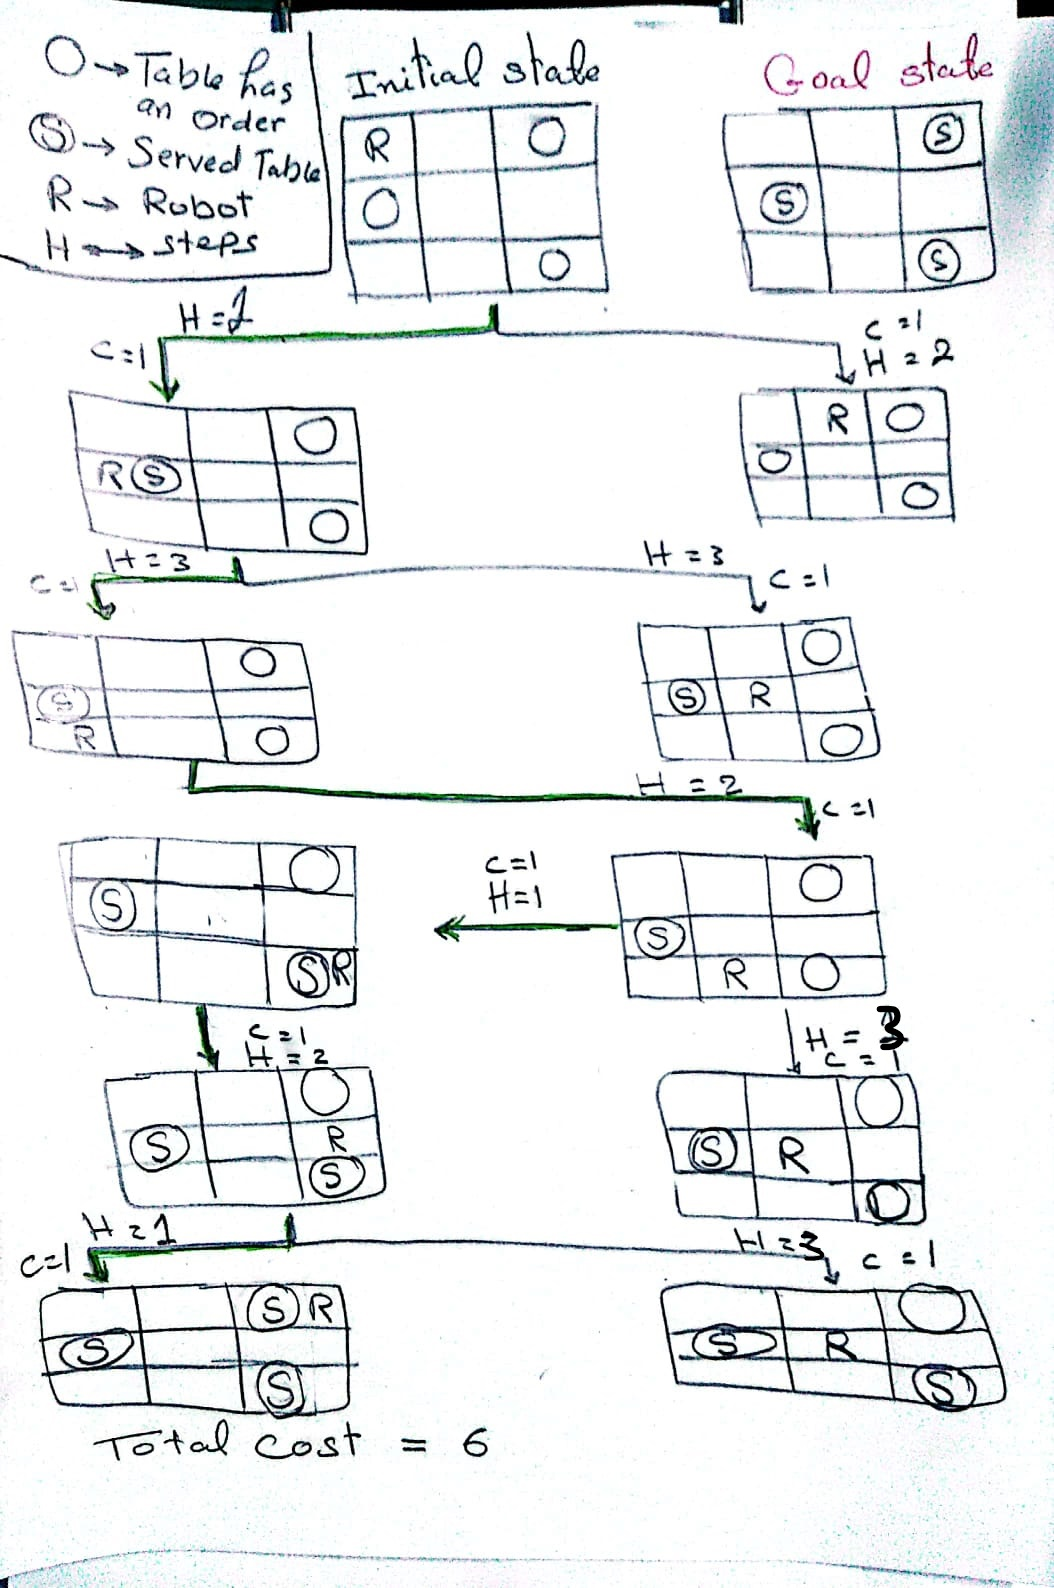 O → Table has
an order
Ⓢ → Served Table
R → Robot
H → steps
Initial state
Goal state
R O
O
O
Ⓢ
Ⓢ
Ⓢ
C=1
H = 2
C=1
H = 2
O
R Ⓢ
O
R O
O
O
H = 3
C=1
H = 3
C=1
O
Ⓢ
R O
O
Ⓢ R
O
H = 2
C=1
O
Ⓢ
Ⓢ R
C=1
H=1
O
Ⓢ
R O
C=1
H = 2
H = 3
C = 1
O
Ⓢ R
Ⓢ
O
Ⓢ R
O
H = 1
C=1
H = 3
C = 1
Ⓢ R
Ⓢ
Ⓢ
O
Ⓢ R
Ⓢ
Total cost = 6